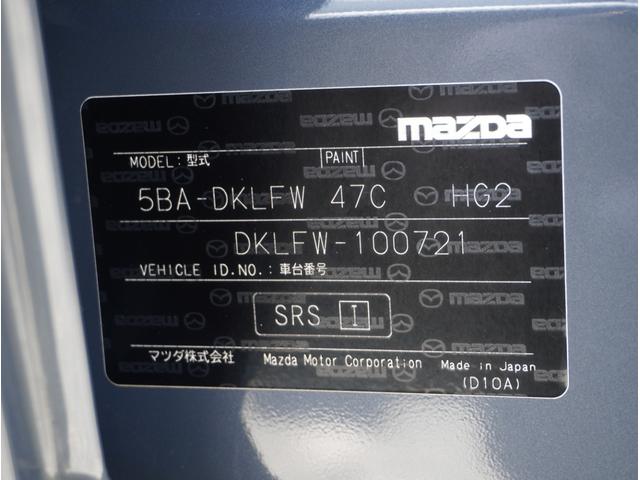 mazda
MODEL:型式 PAINT
5BA-DKLFW 47C HG2
DKLFW-100721
VEHICLE ID.NO.:車台番号
SRS I
マツダ株式会社 Mazda Motor Corporation Made in Japan
(D10A)